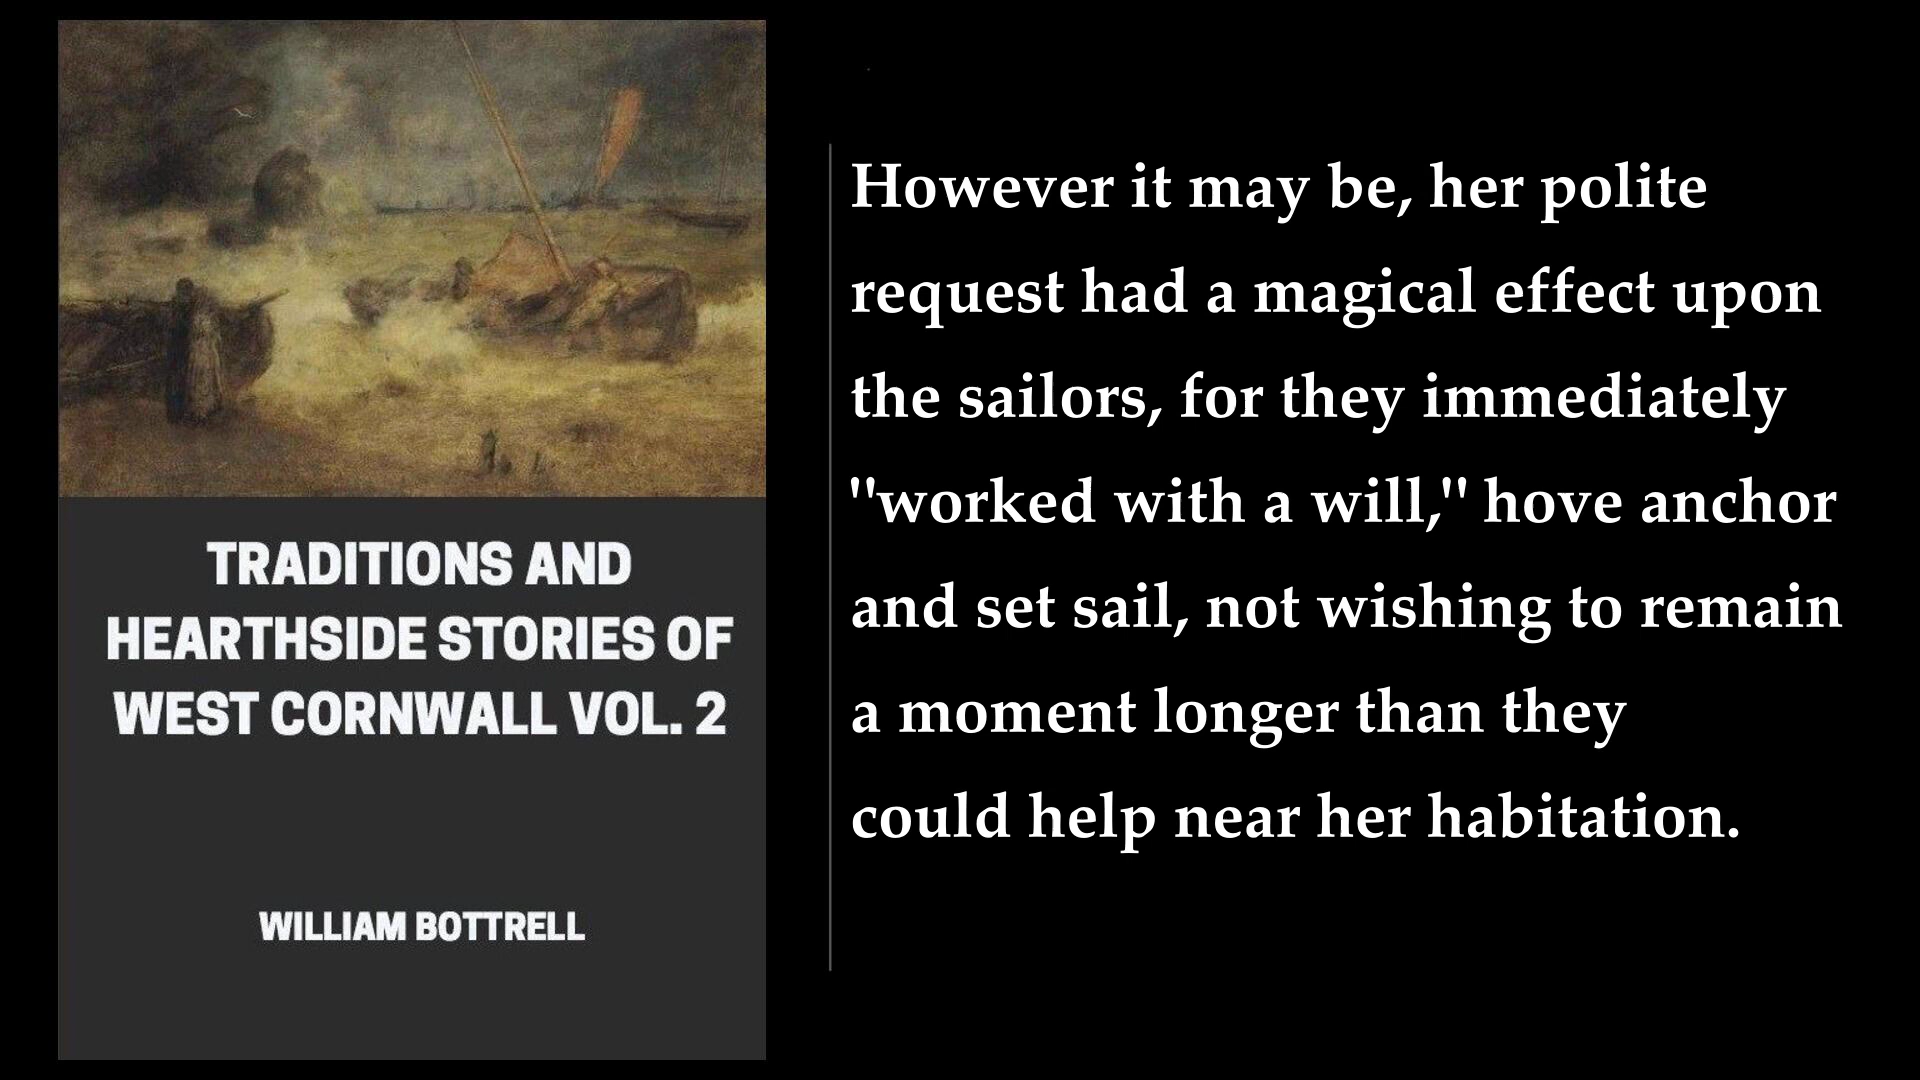 TRADITIONS AND
HEARTHSIDE STORIES OF
WEST CORNWALL VOL. 2
WILLIAM BOTTRELL
However it may be, her polite
request had a magical effect upon
the sailors, for they immediately
"worked with a will," hove anchor
and set sail, not wishing to remain
a moment longer than they
could help near her habitation.